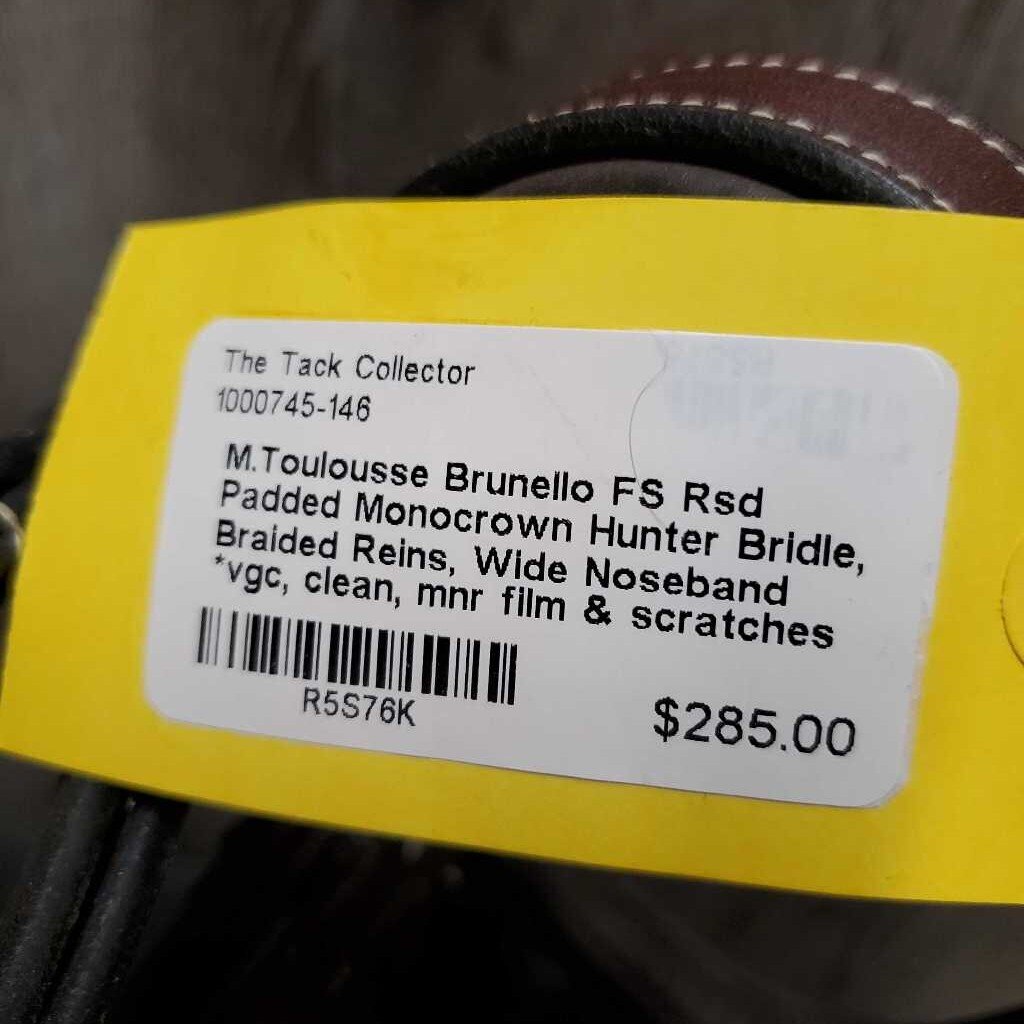 The Tack Collector
1000745-146
M.Toulousse Brunello FS Rsd
Padded Monocrown Hunter Bridle,
Braided Reins, Wide Noseband
*vgc, clean, mnr film & scratches
R5S76K
$285.00